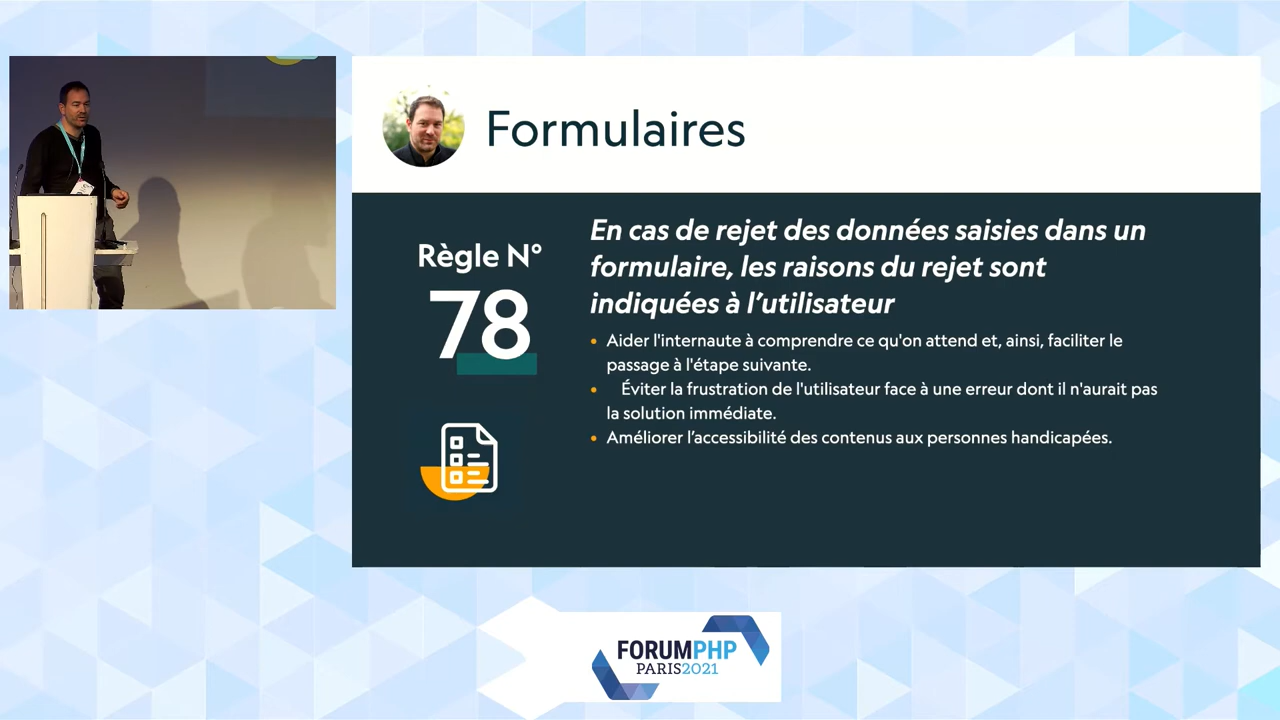 Formulaires
Règle N°
78
En cas de rejet des données saisies dans un
formulaire, les raisons du rejet sont
indiquées à l’utilisateur
• Aider l'internaute à comprendre ce qu'on attend et, ainsi, faciliter le
passage à l'étape suivante.
• Éviter la frustration de l'utilisateur face à une erreur dont il n'aurait pas
la solution immédiate.
• Améliorer l’accessibilité des contenus aux personnes handicapées.
FORUMPHP
PARIS2021